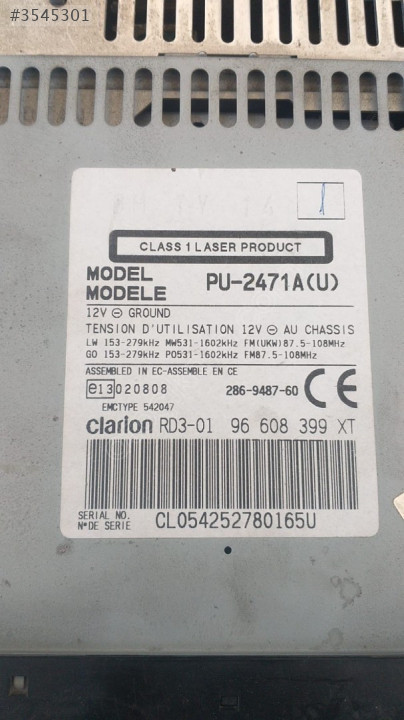 #3545301
CLASS 1 LASER PRODUCT
MODEL
MODELE
PU-2471A(U)
12V ⊖ GROUND
TENSION D'UTILISATION 12V ⊖ AU CHASSIS
LW 153-279kHz MW531-1602kHz FM(UKW)87.5-108MHz
GO 153-279kHz PO531-1602kHz FM87.5-108MHz
ASSEMBLED IN EC-ASSEMBLE EN CE
e13 020808 286-9487-60 CE
EMCTYPE 542047
clarion RD3-01 96 608 399 XT
SERIAL NO.
N°DE SERIE
CL054252780165U